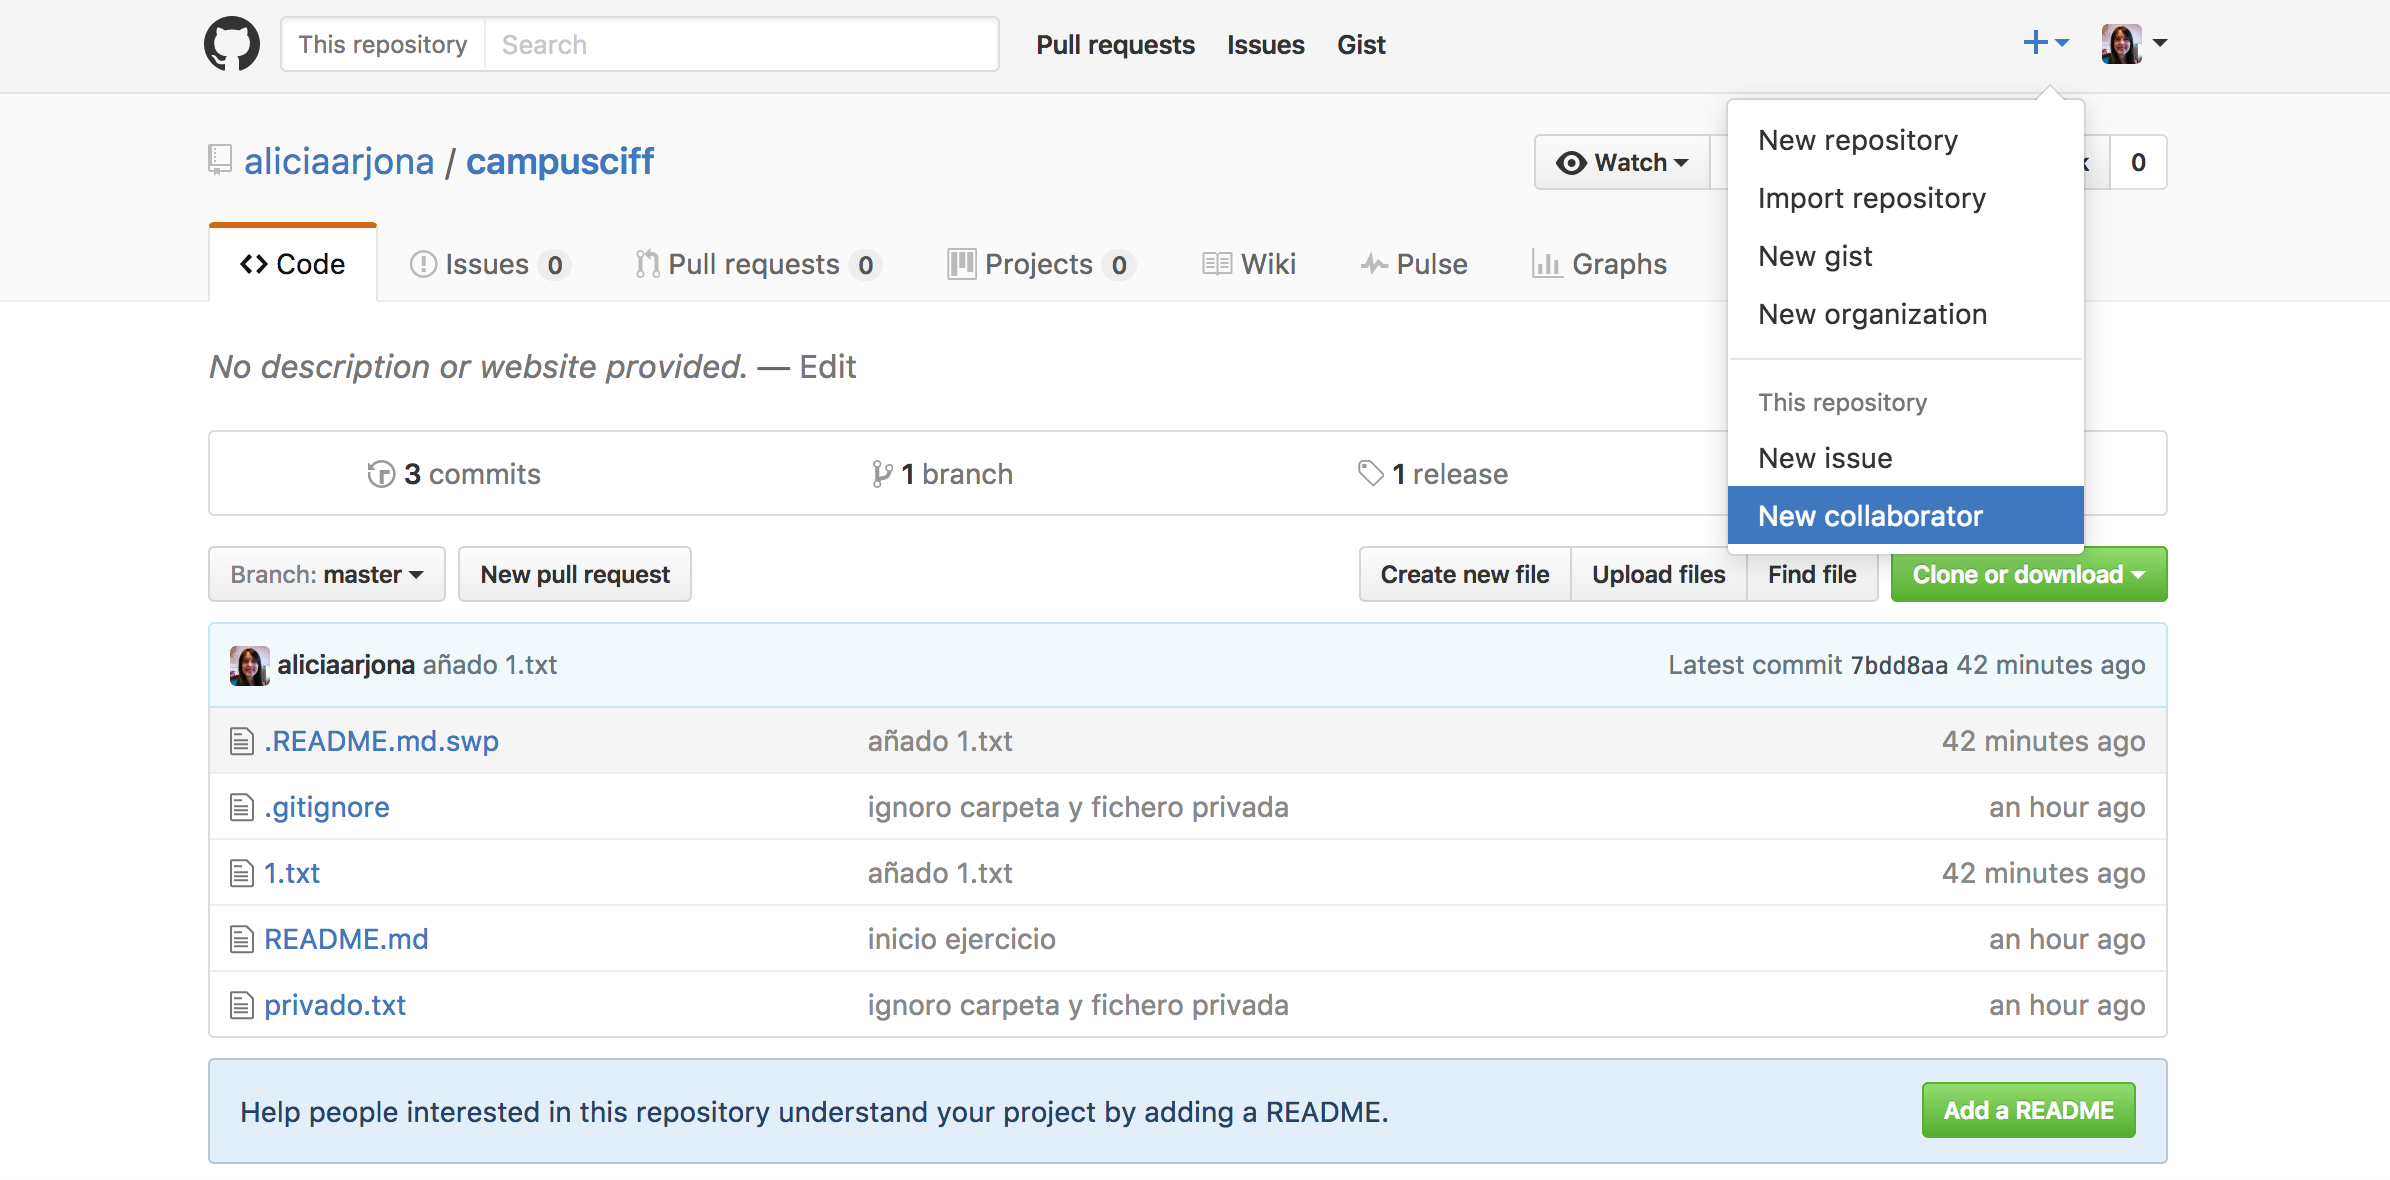 This repository Search Pull requests Issues Gist
aliciaarjona / campusciff Watch 0
New repository
Import repository
New gist
New organization
This repository
New issue
New collaborator
Code Issues 0 Pull requests 0 Projects 0 Wiki Pulse Graphs
No description or website provided. — Edit
3 commits 1 branch 1 release
Branch: master New pull request Create new file Upload files Find file Clone or download
aliciaarjona añado 1.txt Latest commit 7bdd8aa 42 minutes ago
.README.md.swp añado 1.txt 42 minutes ago
.gitignore ignoro carpeta y fichero privada an hour ago
1.txt añado 1.txt 42 minutes ago
README.md inicio ejercicio an hour ago
privado.txt ignoro carpeta y fichero privada an hour ago
Help people interested in this repository understand your project by adding a README. Add a README